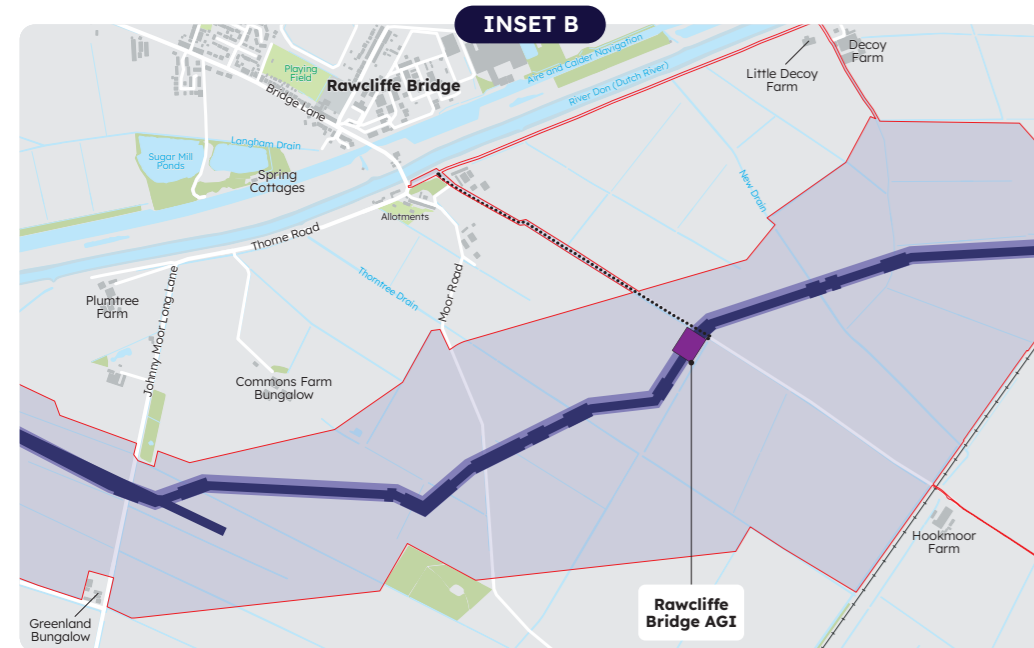 INSET B
Playing
Field
Bridge Lane
Rawcliffe Bridge
Aire and Calder Navigation
River Don (Dutch River)
Little Decoy
Farm
Decoy
Farm
Langham Drain
Sugar Mill
Ponds
Spring
Cottages
New Drain
Allotments
Thorne Road
Thorntree Drain
Moor Road
Plumtree
Farm
Johnny Moor Long Lane
Commons Farm
Bungalow
Hookmoor
Farm
Rawcliffe
Bridge AGI
Greenland
Bungalow